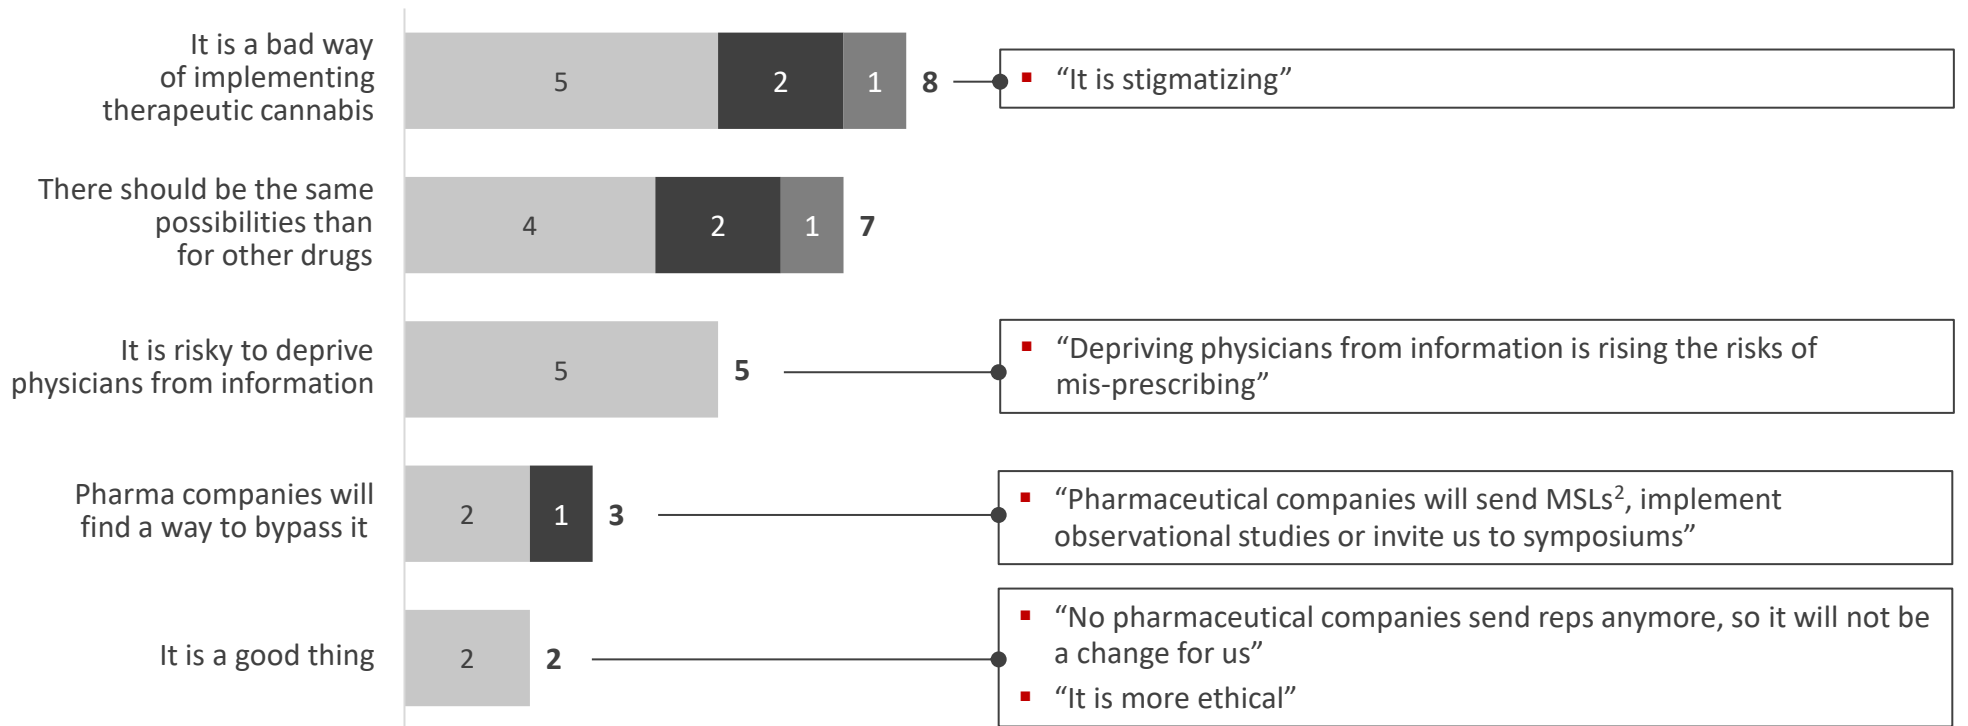 It is a bad way
of implementing
therapeutic cannabis
5 2 1 8
▪ “It is stigmatizing”
There should be the same
possibilities than
for other drugs
4 2 1 7
It is risky to deprive
physicians from information
5 5
▪ “Depriving physicians from information is rising the risks of
mis-prescribing”
Pharma companies will
find a way to bypass it
2 1 3
▪ “Pharmaceutical companies will send MSLs², implement
observational studies or invite us to symposiums”
It is a good thing
2 2
▪ “No pharmaceutical companies send reps anymore, so it will not be
a change for us”
▪ “It is more ethical”